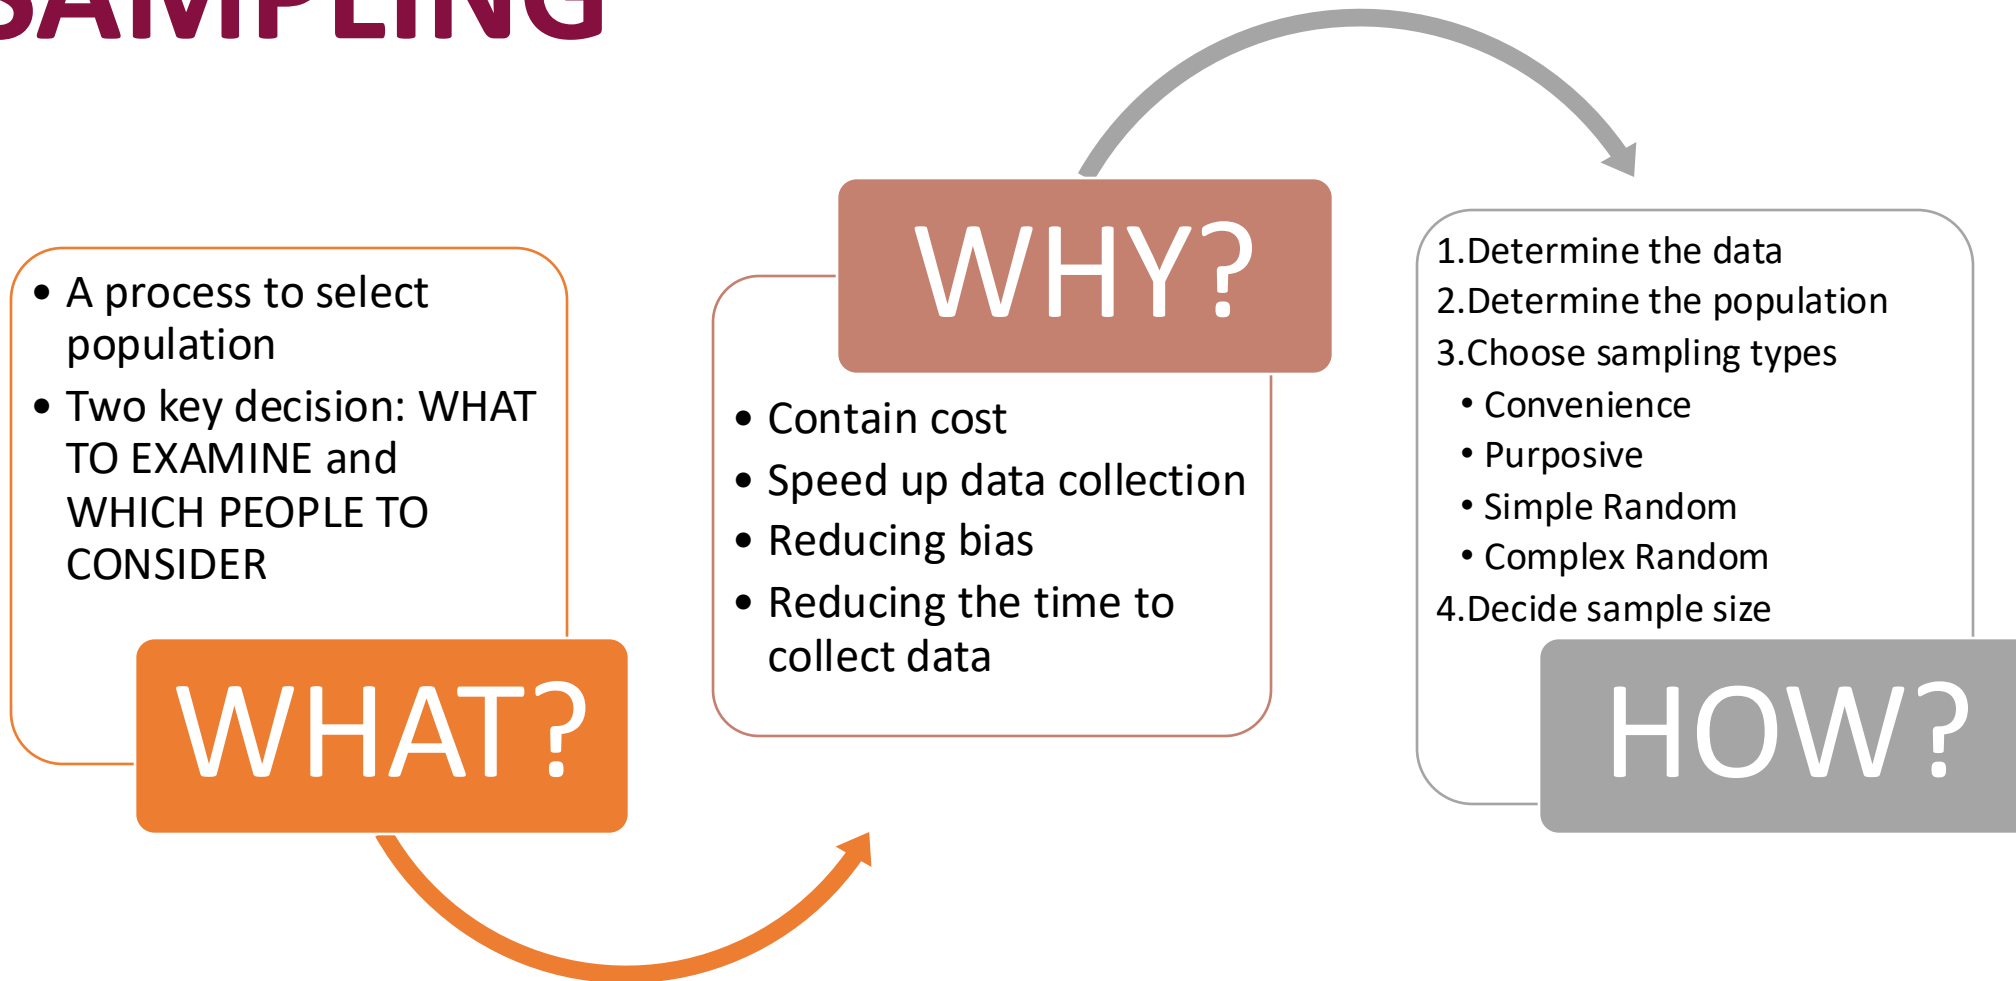 SAMPLING
• A process to select
population
• Two key decision: WHAT
TO EXAMINE and
WHICH PEOPLE TO
CONSIDER
WHAT?
WHY?
• Contain cost
• Speed up data collection
• Reducing bias
• Reducing the time to
collect data
1.Determine the data
2.Determine the population
3.Choose sampling types
• Convenience
• Purposive
• Simple Random
• Complex Random
4.Decide sample size
HOW?